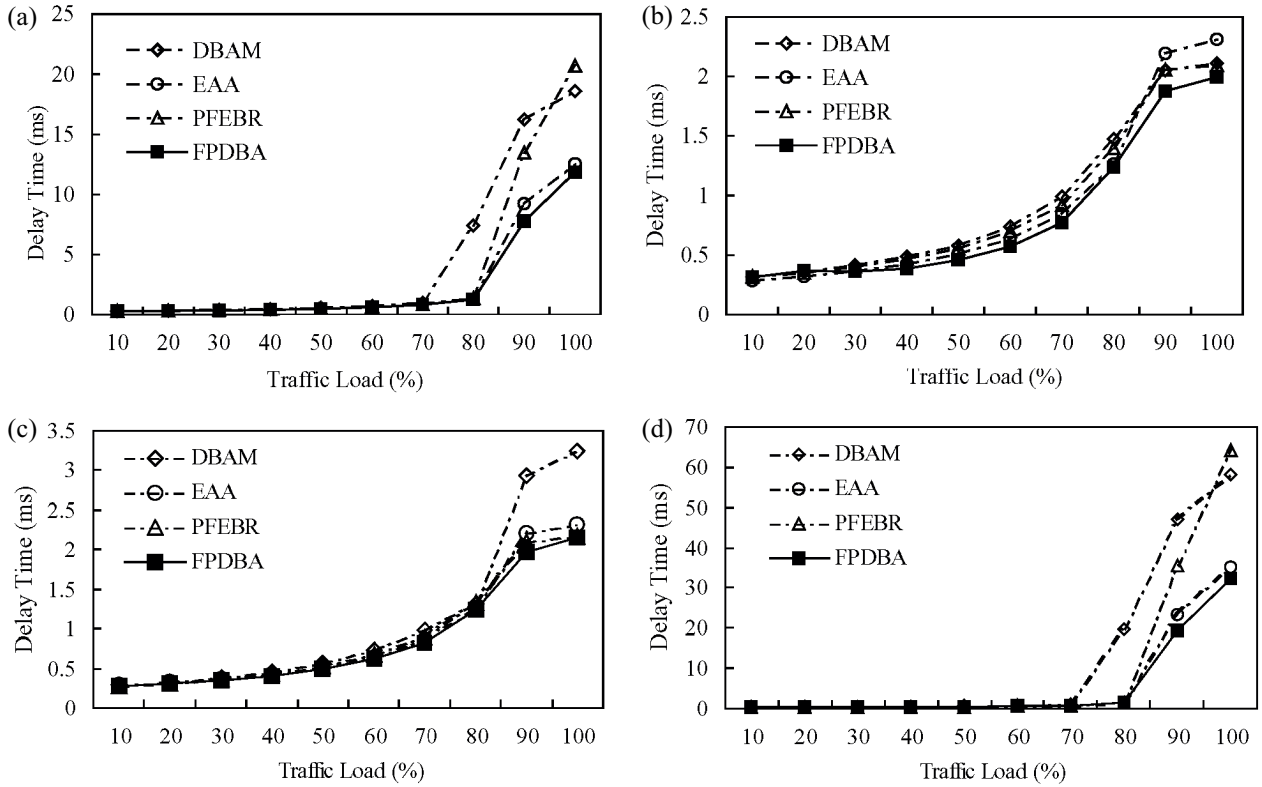 (a)
25
20
15
10
5
0
Delay Time (ms)
DBAM
EAA
PFEBR
FPDBA
10 20 30 40 50 60 70 80 90 100
Traffic Load (%)
(b)
2.5
2
1.5
1
0.5
0
Delay Time (ms)
DBAM
EAA
PFEBR
FPDBA
10 20 30 40 50 60 70 80 90 100
Traffic Load (%)
(c)
3.5
3
2.5
2
1.5
1
0.5
0
Delay Time (ms)
DBAM
EAA
PFEBR
FPDBA
10 20 30 40 50 60 70 80 90 100
Traffic Load (%)
(d)
70
60
50
40
30
20
10
0
Delay Time (ms)
DBAM
EAA
PFEBR
FPDBA
10 20 30 40 50 60 70 80 90 100
Traffic Load (%)